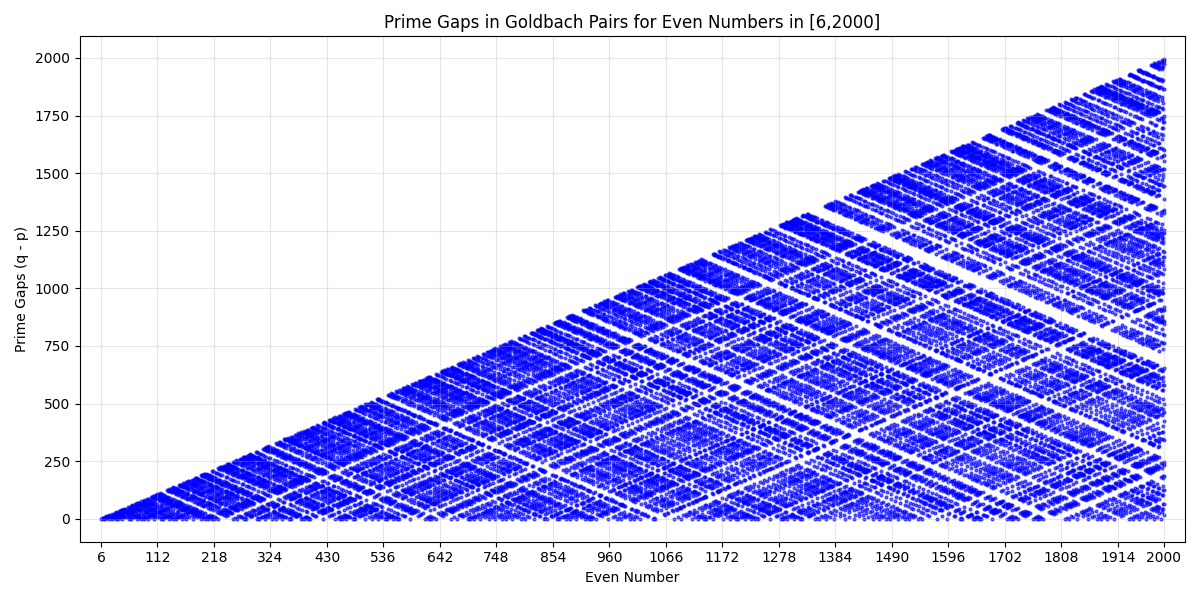 Prime Gaps in Goldbach Pairs for Even Numbers in [6,2000]
Prime Gaps (q - p)
2000
1750
1500
1250
1000
750
500
250
0
6 112 218 324 430 536 642 748 854 960 1066 1172 1278 1384 1490 1596 1702 1808 1914 2000
Even Number